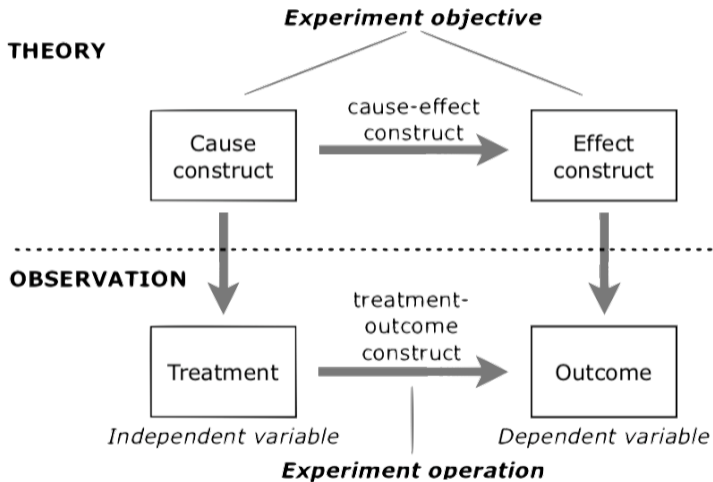 Experiment objective
THEORY
cause-effect
construct
Cause
construct
Effect
construct
OBSERVATION
treatment-
outcome
construct
Treatment
Outcome
Independent variable
Dependent variable
Experiment operation